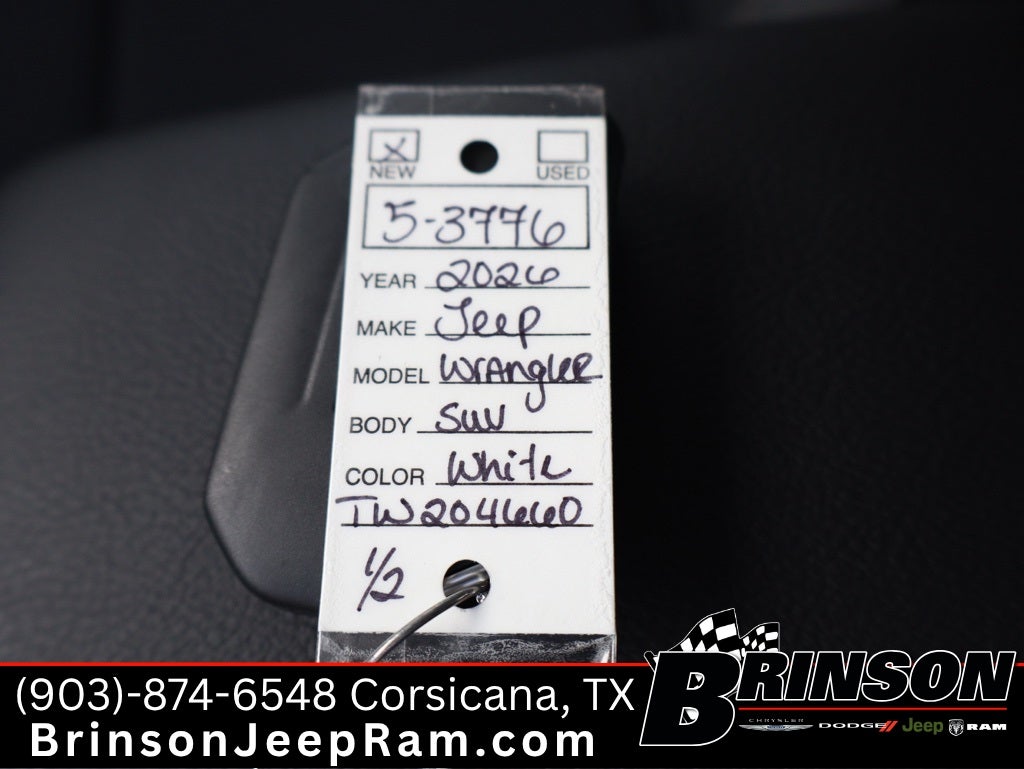 X
NEW USED
5-3776
YEAR 2026
MAKE Jeep
MODEL WrAnglER
BODY SUV
COLOR White
TW204660
1/2
(903)-874-6548 Corsicana, TX
BrinsonJeepRam.com
BRINSON
CHRYSLER DODGE Jeep RAM